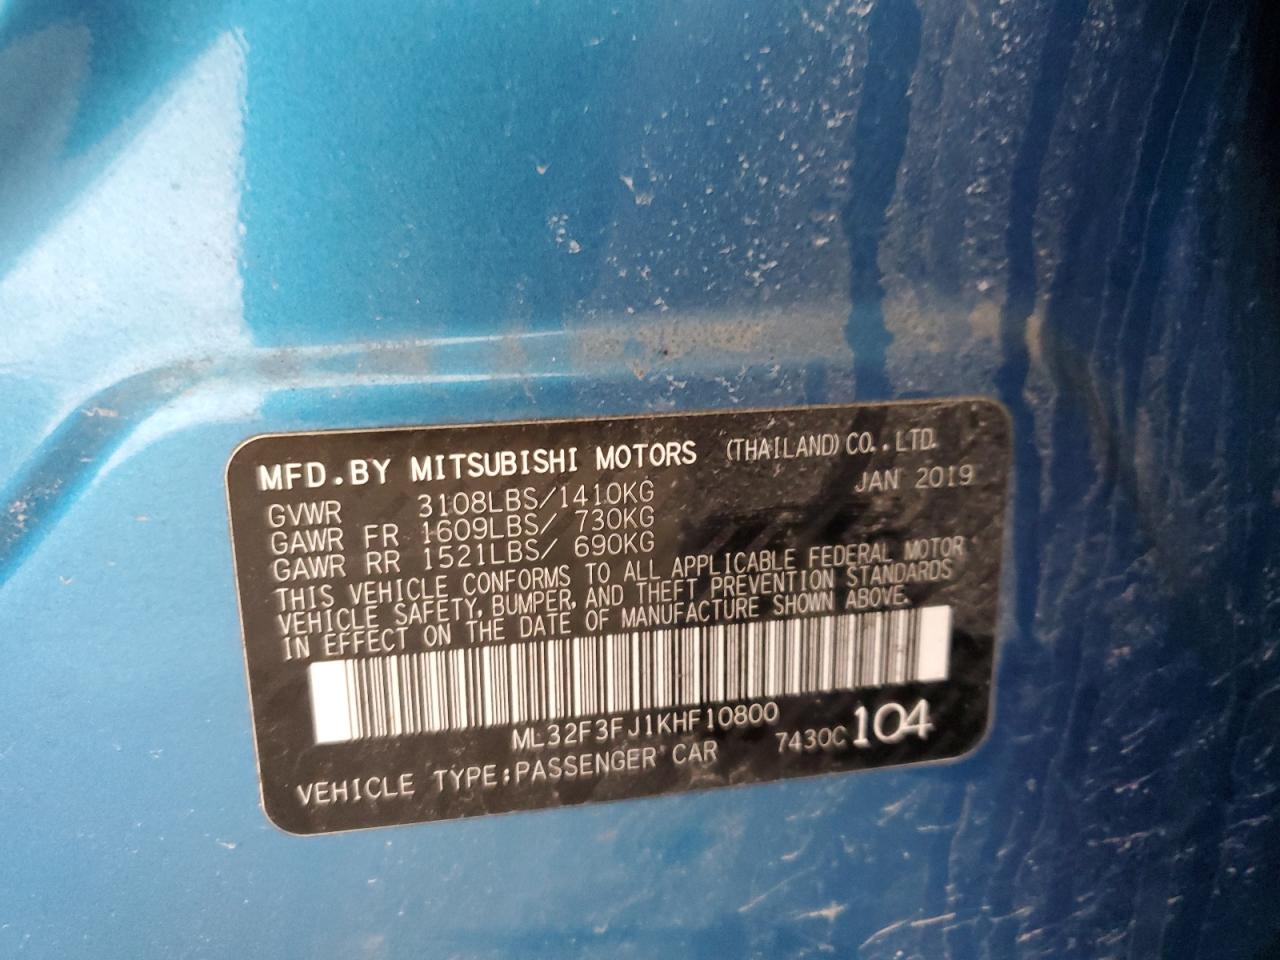 MFD. BY MITSUBISHI MOTORS (THAILAND) CO., LTD.
JAN 2019
GVWR 3108LBS/1410KG
GAWR FR 1609LBS/ 730KG
GAWR RR 1521LBS/ 690KG
THIS VEHICLE CONFORMS TO ALL APPLICABLE FEDERAL MOTOR
VEHICLE SAFETY, BUMPER, AND THEFT PREVENTION STANDARDS
IN EFFECT ON THE DATE OF MANUFACTURE SHOWN ABOVE.
ML32F3FJ1KHF10800
7430C 104
VEHICLE TYPE:PASSENGER CAR